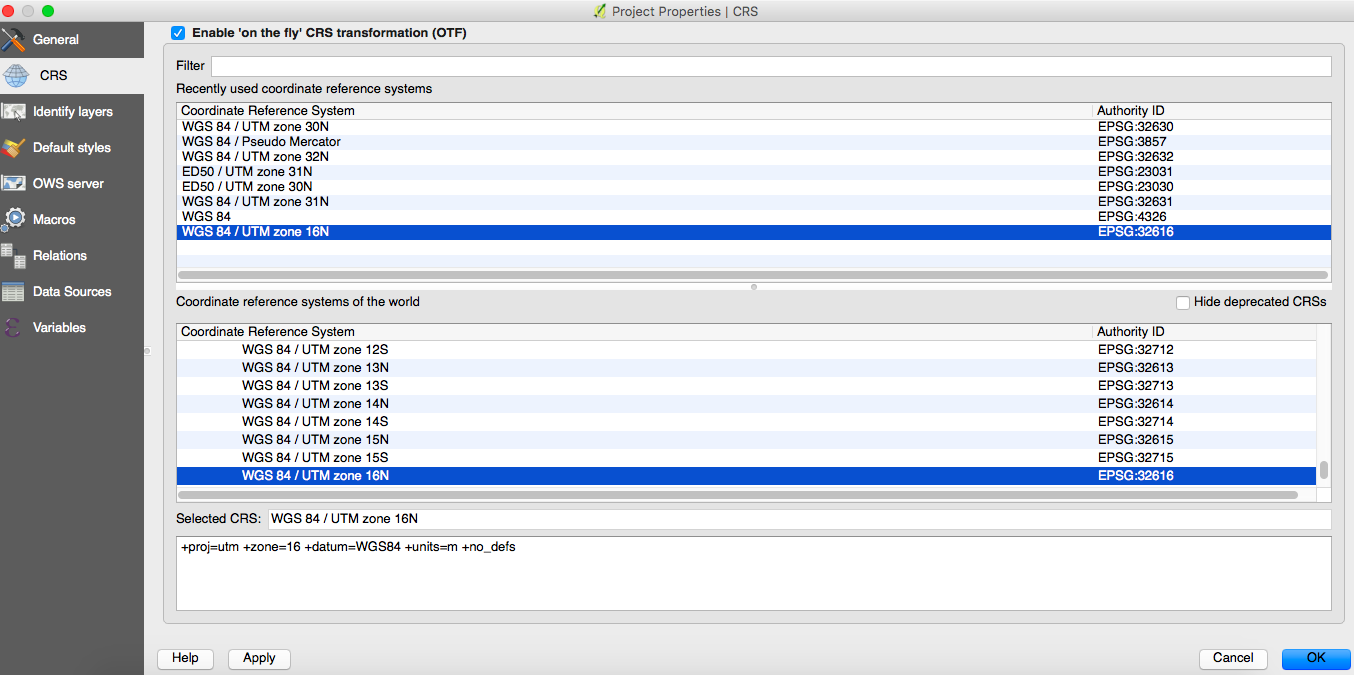 Project Properties | CRS
General
CRS
Identify layers
Default styles
OWS server
Macros
Relations
Data Sources
Variables
Enable 'on the fly' CRS transformation (OTF)
Filter
Recently used coordinate reference systems
Coordinate Reference System Authority ID
WGS 84 / UTM zone 30N EPSG:32630
WGS 84 / Pseudo Mercator EPSG:3857
WGS 84 / UTM zone 32N EPSG:32632
ED50 / UTM zone 31N EPSG:23031
ED50 / UTM zone 30N EPSG:23030
WGS 84 / UTM zone 31N EPSG:32631
WGS 84 EPSG:4326
WGS 84 / UTM zone 16N EPSG:32616
Coordinate reference systems of the world
Hide deprecated CRSs
Coordinate Reference System Authority ID
WGS 84 / UTM zone 12S EPSG:32712
WGS 84 / UTM zone 13N EPSG:32613
WGS 84 / UTM zone 13S EPSG:32713
WGS 84 / UTM zone 14N EPSG:32614
WGS 84 / UTM zone 14S EPSG:32714
WGS 84 / UTM zone 15N EPSG:32615
WGS 84 / UTM zone 15S EPSG:32715
WGS 84 / UTM zone 16N EPSG:32616
Selected CRS: WGS 84 / UTM zone 16N
+proj=utm +zone=16 +datum=WGS84 +units=m +no_defs
Help
Apply
Cancel
OK